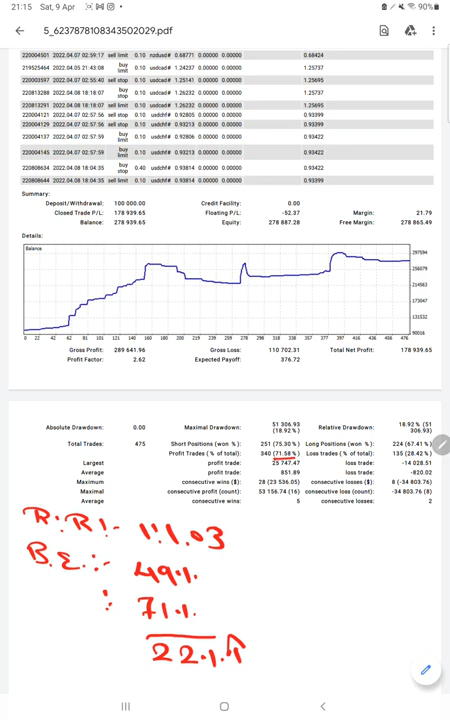 21:15 Sat, 9 Apr 90%
5_6237878108343502029.pdf
220004501 2022.04.07 02:59:17 sell limit 0.10 nzdusd# 0.68771 0.00000 0.00000 0.68424
219525464 2022.04.05 21:43:08 buy limit 0.10 usdcad# 1.24237 0.00000 0.00000 1.25737
220003597 2022.04.07 02:55:40 sell stop 0.10 usdcad# 1.25141 0.00000 0.00000 1.25695
220813288 2022.04.08 18:18:07 buy stop 0.10 usdcad# 1.26232 0.00000 0.00000 1.25737
220813291 2022.04.08 18:18:07 sell limit 0.10 usdcad# 1.26232 0.00000 0.00000 1.25695
220004121 2022.04.07 02:57:56 sell stop 0.10 usdchf# 0.92805 0.00000 0.00000 0.93399
220004129 2022.04.07 02:57:56 sell stop 0.10 usdchf# 0.93213 0.00000 0.00000 0.93399
220004137 2022.04.07 02:57:59 buy limit 0.10 usdchf# 0.92806 0.00000 0.00000 0.93422
220004145 2022.04.07 02:57:59 buy limit 0.10 usdchf# 0.93213 0.00000 0.00000 0.93422
220808634 2022.04.08 18:04:35 buy stop 0.40 usdchf# 0.93814 0.00000 0.00000 0.93422
220808644 2022.04.08 18:04:35 sell limit 0.10 usdchf# 0.93814 0.00000 0.00000 0.93399
Summary:
Deposit/Withdrawal: 100 000.00 Credit Facility: 0.00
Closed Trade P/L: 178 939.65 Floating P/L: -52.37 Margin: 21.79
Balance: 278 939.65 Equity: 278 887.28 Free Margin: 278 865.49
Details:
Balance
297594
256079
214563
173047
131532
90016
0 22 42 62 82 101 121 141 160 180 200 219 239 259 278 298 318 338 357 377 397 416 436 456 476
Gross Profit: 289 641.96 Gross Loss: 110 702.31 Total Net Profit: 178 939.65
Profit Factor: 2.62 Expected Payoff: 376.72
Absolute Drawdown: 0.00 Maximal Drawdown: 51 306.93 (18.92%) Relative Drawdown: 18.92% (51 306.93)
Total Trades: 475 Short Positions (won %): 251 (75.30%) Long Positions (won %): 224 (67.41%)
Profit Trades (% of total): 340 (71.58%) Loss trades (% of total): 135 (28.42%)
Largest profit trade: 25 747.47 loss trade: -14 028.51
Average profit trade: 851.89 loss trade: -820.02
Maximum consecutive wins ($): 28 (23 536.05) consecutive losses ($): 8 (-34 803.76)
Maximal consecutive profit (count): 53 156.74 (16) consecutive loss (count): -34 803.76 (8)
Average consecutive wins: 5 consecutive losses: 2
R:R:- 1:1.03
B.E.:- 49%
: 71%
22%↑